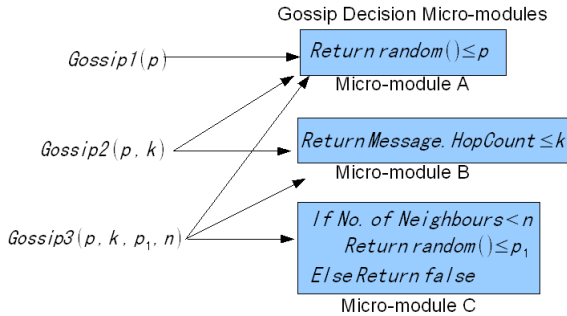 Gossip Decision Micro-modules
Gossip1(p)
Return random()≤p
Micro-module A
Gossip2(p, k)
Return Message. HopCount≤k
Micro-module B
Gossip3(p, k, p₁, n)
If No. of Neighbours<n
Return random()≤p₁
Else Return false
Micro-module C